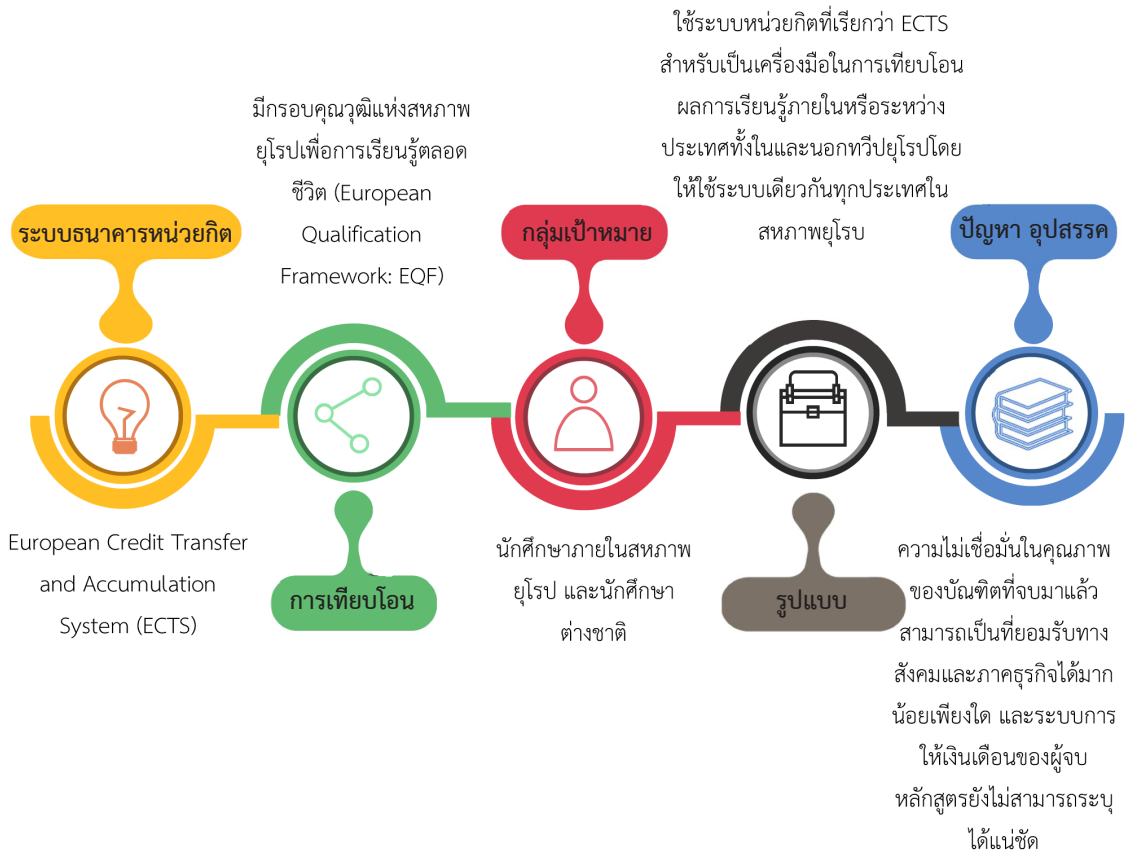 ระบบธนาคารหน่วยกิต
European Credit Transfer
and Accumulation
System (ECTS)
มีกรอบคุณวุฒิแห่งสหภาพ
ยุโรปเพื่อการเรียนรู้ตลอด
ชีวิต (European
Qualification
Framework: EQF)
การเทียบโอน
กลุ่มเป้าหมาย
นักศึกษาภายในสหภาพ
ยุโรป และนักศึกษา
ต่างชาติ
ใช้ระบบหน่วยกิตที่เรียกว่า ECTS
สำหรับเป็นเครื่องมือในการเทียบโอน
ผลการเรียนรู้ภายในหรือระหว่าง
ประเทศทั้งในและนอกทวีปยุโรปโดย
ให้ใช้ระบบเดียวกันทุกประเทศใน
สหภาพยุโรบ
รูปแบบ
ปัญหา อุปสรรค
ความไม่เชื่อมั่นในคุณภาพ
ของบัณฑิตที่จบมาแล้ว
สามารถเป็นที่ยอมรับทาง
สังคมและภาคธุรกิจได้มาก
น้อยเพียงใด และระบบการ
ให้เงินเดือนของผู้จบ
หลักสูตรยังไม่สามารถระบุ
ได้แน่ชัด